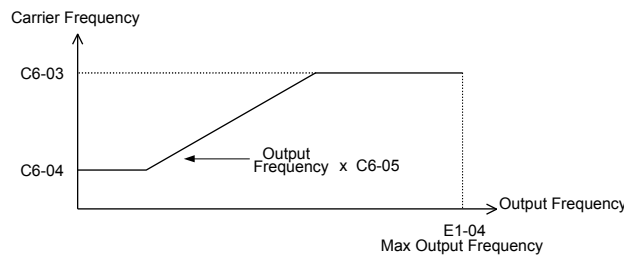 Carrier Frequency
C6-03
Output
Frequency x C6-05
C6-04
Output Frequency
E1-04
Max Output Frequency